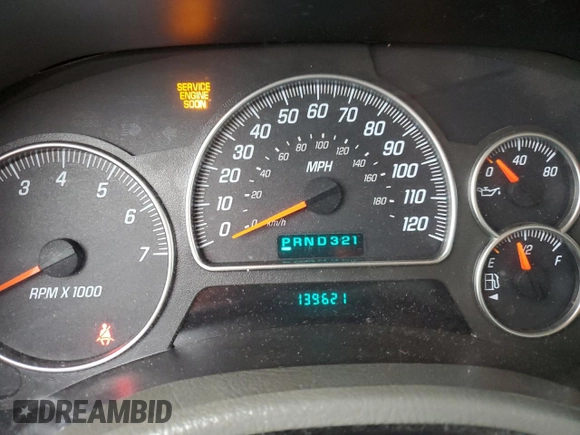 SERVICE
ENGINE
SOON
3 4 5 6 7
RPM X 1000
0 10 20 30 40 50 60 70 80 90 100 110 120
0 20 40 60 80 100 120 140 160 180
km/h
MPH
PRND321
139621
0 40 80
E 1/2 F
DREAMBID